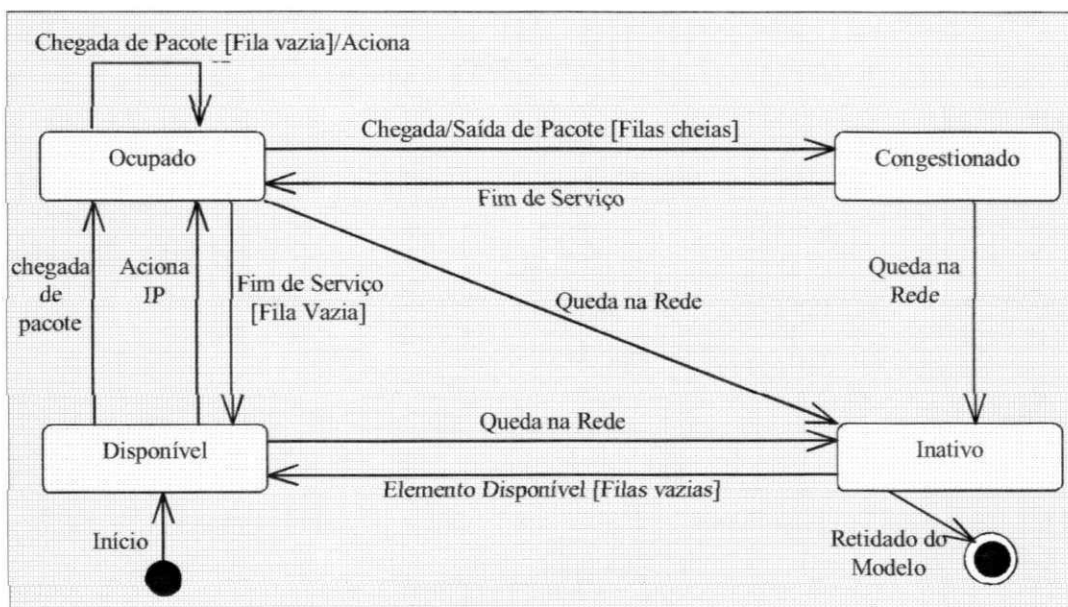 Chegada de Pacote [Fila vazia]/Aciona
Ocupado
Chegada/Saída de Pacote [Filas cheias]
Congestionado
Fim de Serviço
chegada
de
pacote
Aciona
IP
Fim de Serviço
[Fila Vazia]
Queda na Rede
Queda na
Rede
Disponível
Queda na Rede
Inativo
Elemento Disponível [Filas vazias]
Início
Retidado do
Modelo